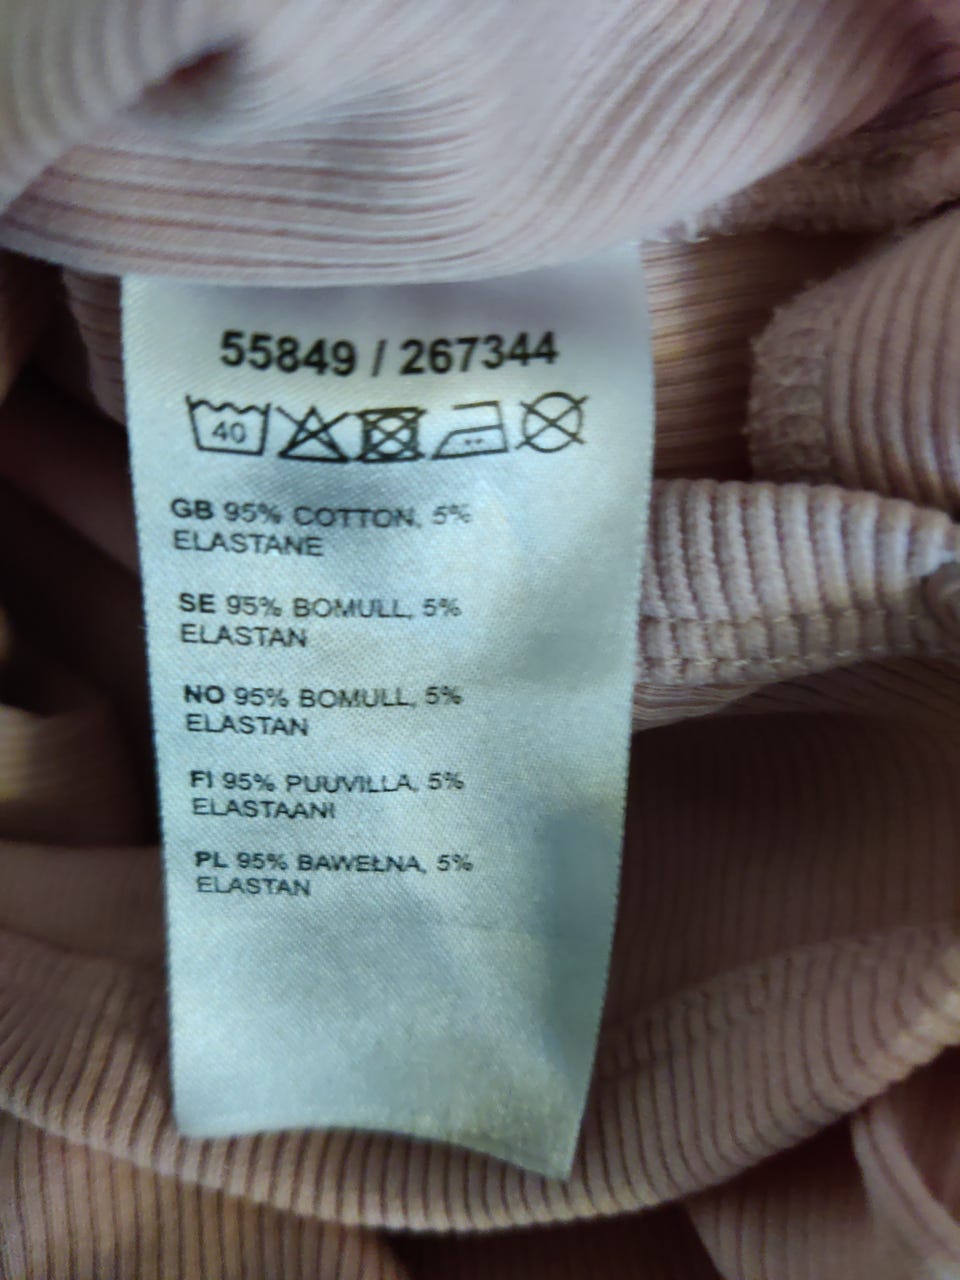 55849 / 267344
40
GB 95% COTTON, 5%
ELASTANE
SE 95% BOMULL, 5%
ELASTAN
NO 95% BOMULL, 5%
ELASTAN
FI 95% PUUVILLA, 5%
ELASTAANI
PL 95% BAWEŁNA, 5%
ELASTAN